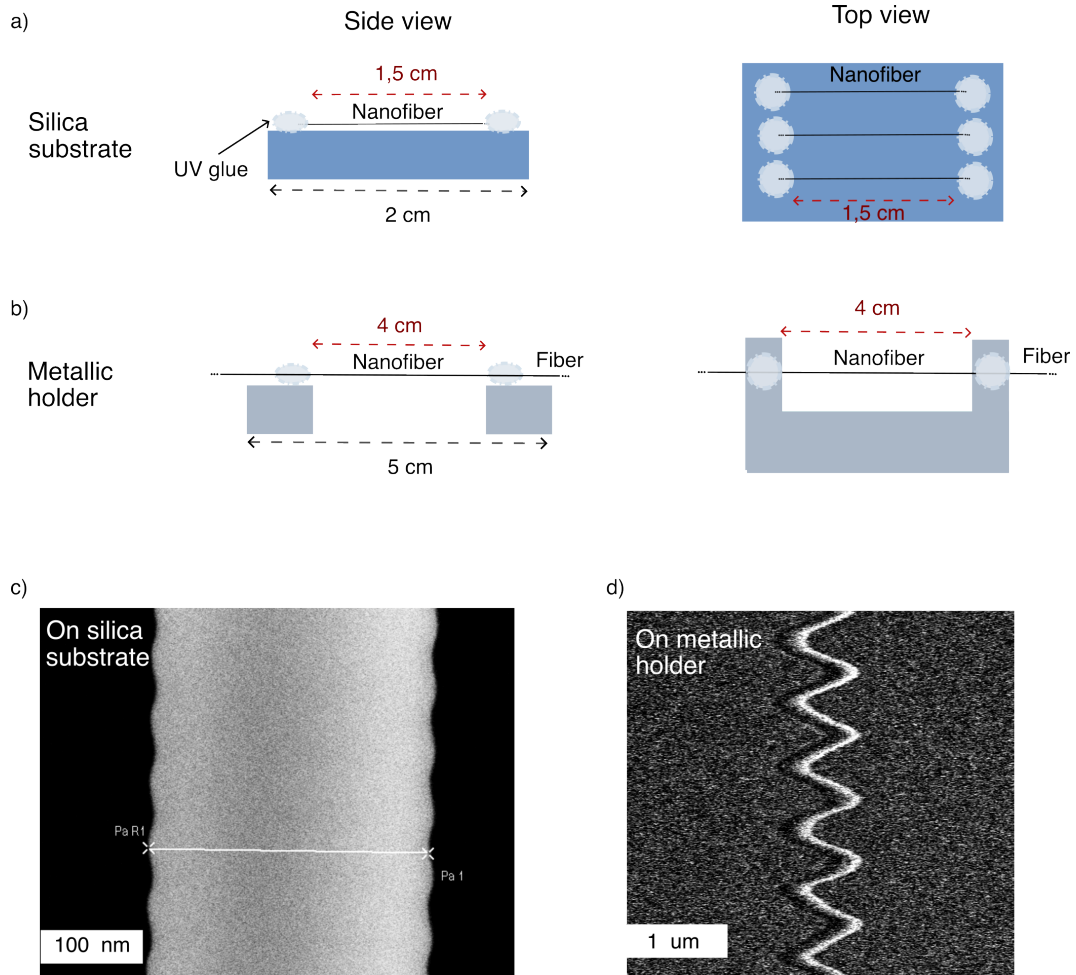 a)
Side view
Top view
1,5 cm
Nanofiber
Silica
substrate
UV glue
2 cm
Nanofiber
1,5 cm
b)
Metallic
holder
4 cm
Nanofiber
Fiber
5 cm
4 cm
Nanofiber
Fiber
c)
On silica
substrate
Pa R1
Pa 1
100 nm
d)
On metallic
holder
1 um